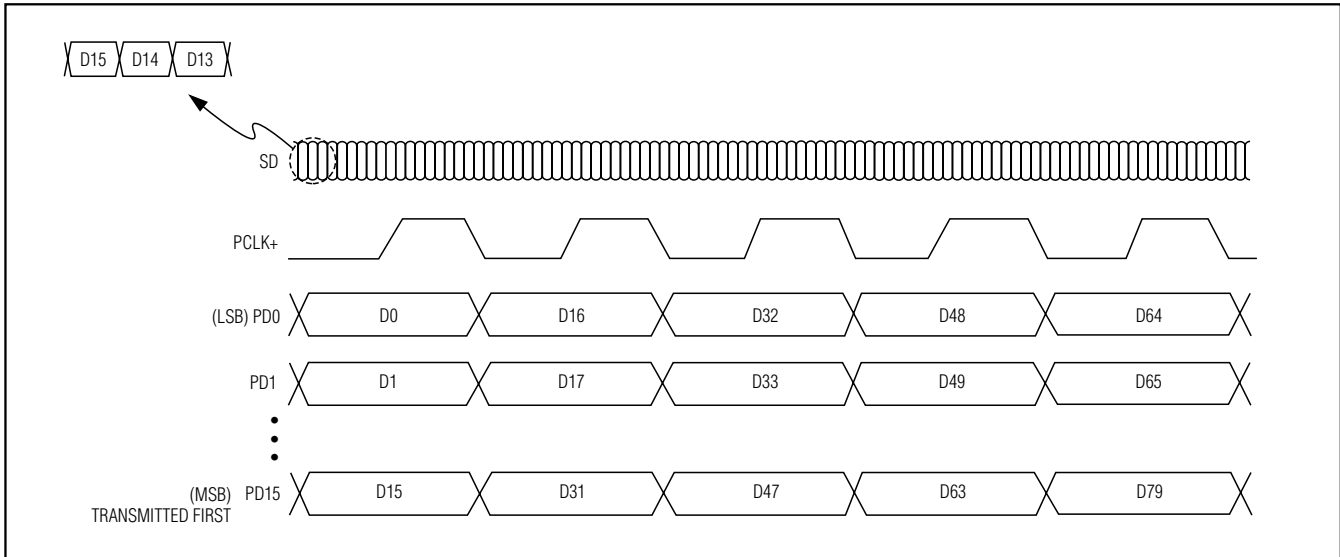 D15 D14 D13
SD
PCLK+
(LSB) PD0 D0 D16 D32 D48 D64
PD1 D1 D17 D33 D49 D65
(MSB) PD15 D15 D31 D47 D63 D79
TRANSMITTED FIRST